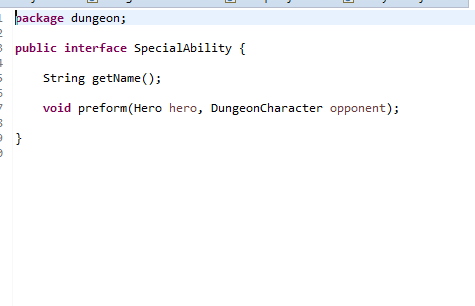 package dungeon;
public interface SpecialAbility {
String getName();
void preform(Hero hero, DungeonCharacter opponent);
}